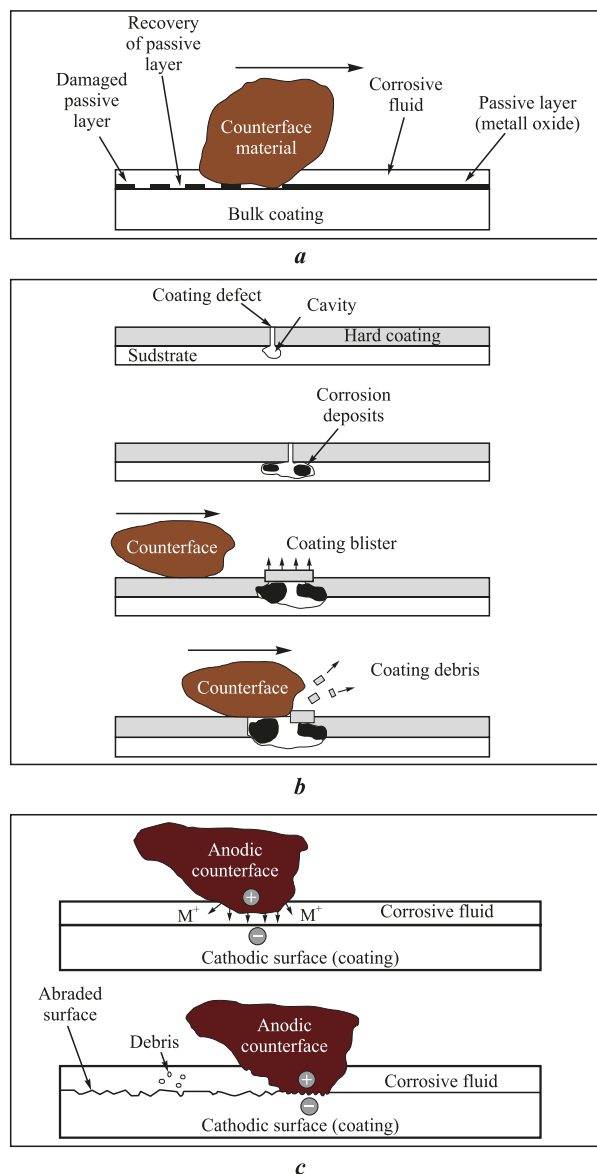 Recovery
of passive
layer
Damaged
passive
layer
Counterface
material
Corrosive
fluid
Passive layer
(metall oxide)
Bulk coating
a
Coating defect
Cavity
Hard coating
Sudstrate
Corrosion
deposits
Counterface
Coating blister
Counterface
Coating debris
b
Anodic
counterface
+
M+
M+
Corrosive fluid
−
Cathodic surface (coating)
Abraded
surface
Debris
Anodic
counterface
+
Corrosive fluid
−
Cathodic surface (coating)
c